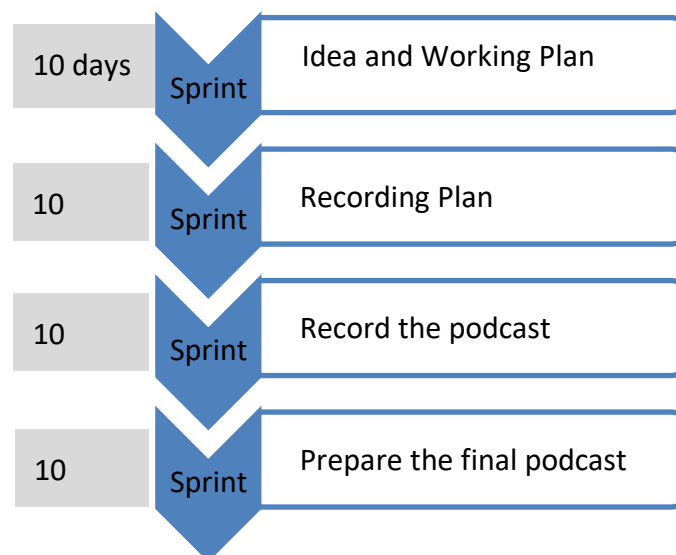 10 days
Sprint
Idea and Working Plan
10
Sprint
Recording Plan
10
Sprint
Record the podcast
10
Sprint
Prepare the final podcast